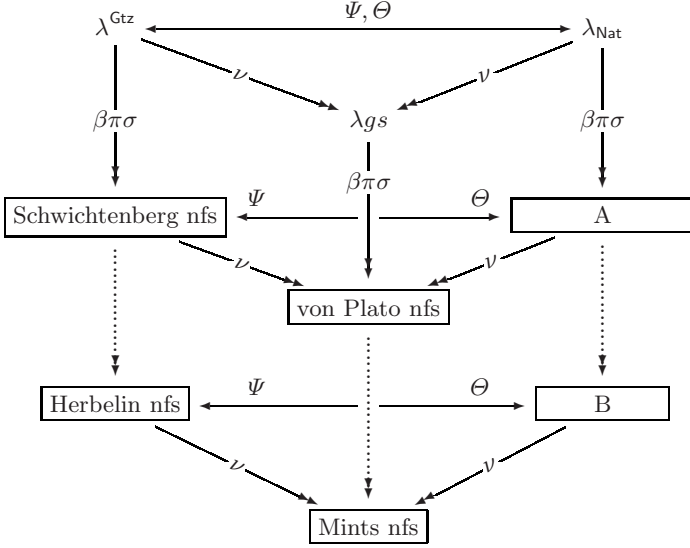 λ^Gtz Ψ, Θ λ_Nat
ν ν
λgs
βπσ βπσ
βπσ
Ψ Θ
Schwichtenberg nfs A
ν ν
von Plato nfs
Ψ Θ
Herbelin nfs B
ν ν
Mints nfs